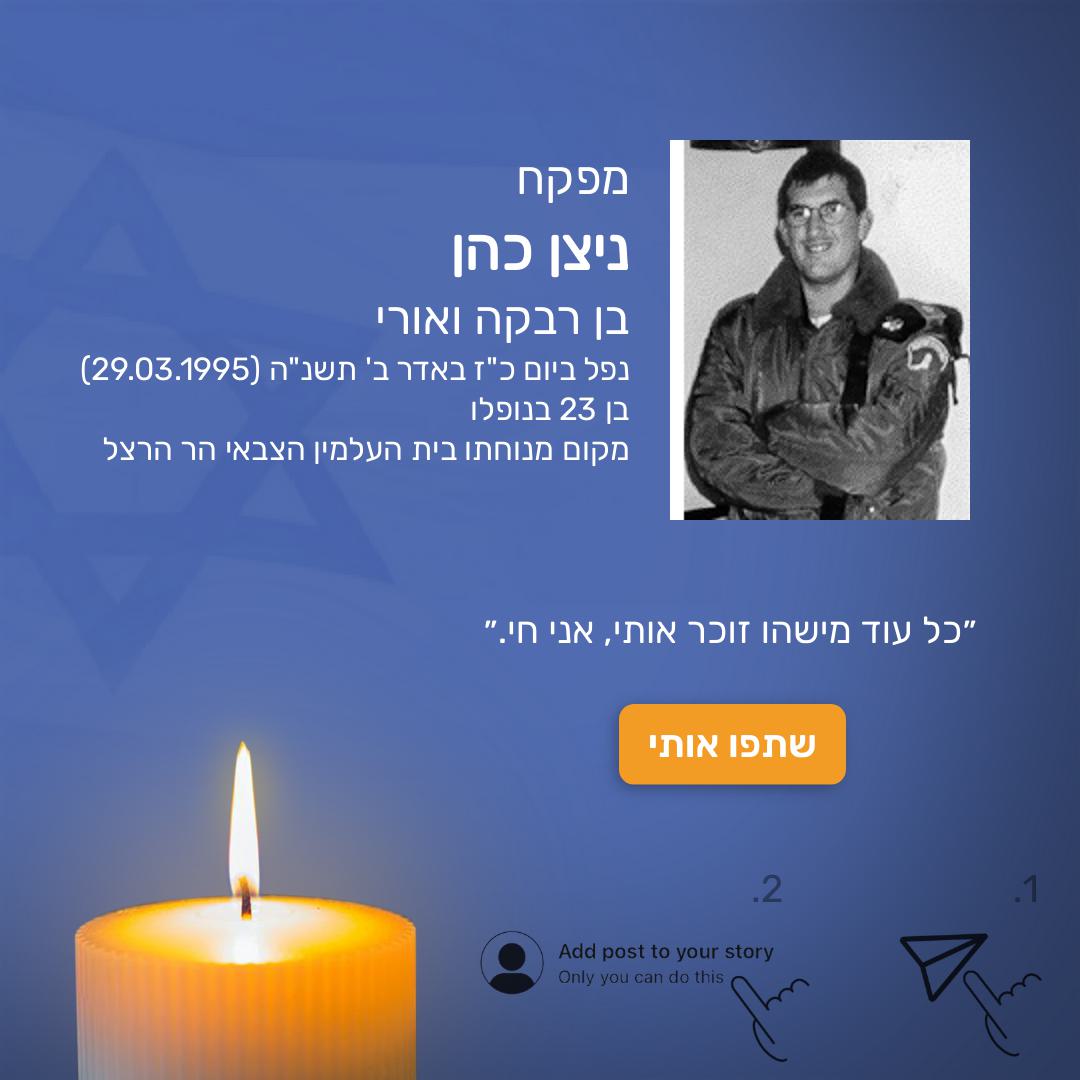 מפקח
ניצן כהן
בן רבקה ואורי
נפל ביום כ"ז באדר ב' תשנ"ה (29.03.1995)
בן 23 בנופלו
מקום מנוחתו בית העלמין הצבאי הר הרצל
״כל עוד מישהו זוכר אותי, אני חי.״
שתפו אותי
.1
.2
Add post to your story
Only you can do this